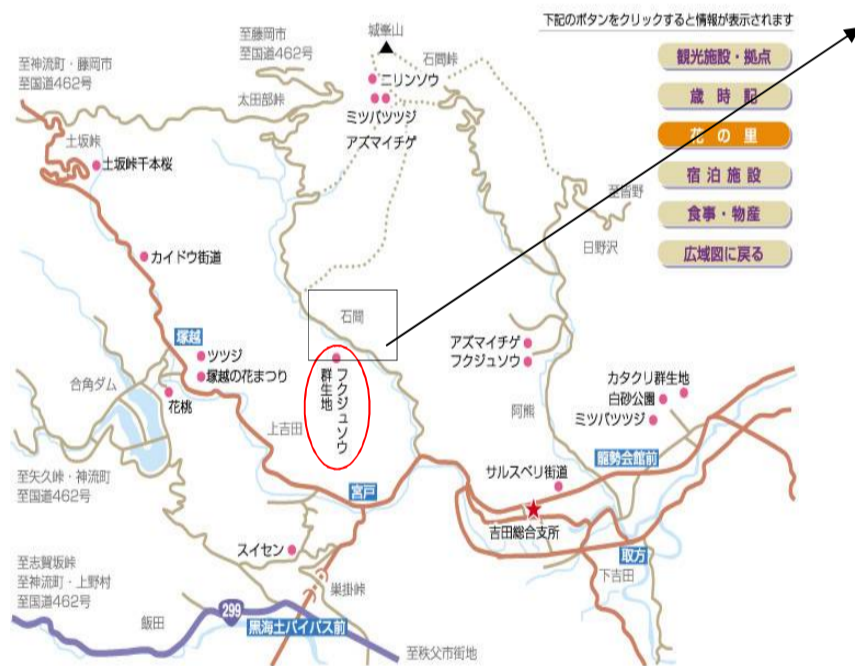 下記のボタンをクリックすると情報が表示されます
観光施設・拠点
歳時記
花の里
宿泊施設
食事・物産
広域図に戻る
至神流町・藤岡市
至国道462号
至藤岡市
至国道462号
城峯山
石間峠
太田部峠
ニリンソウ
ミツバツツジ
アズマイチゲ
土坂峠
土坂峠千本桜
至皆野
日野沢
カイドウ街道
石間
塚越
ツツジ
塚越の花まつり
合角ダム
花桃
フクジュソウ
群生地
上吉田
アズマイチゲ
フクジュソウ
阿熊
カタクリ群生地
白砂公園
ミツバツツジ
龍勢会館前
サルスベリ街道
吉田総合支所
取方
下吉田
至矢久峠・神流町
至国道462号
宮戸
スイセン
巣掛峠
至志賀坂峠
至神流町・上野村
至国道462号
飯田
299
黒海土バイパス前
至秩父市街地